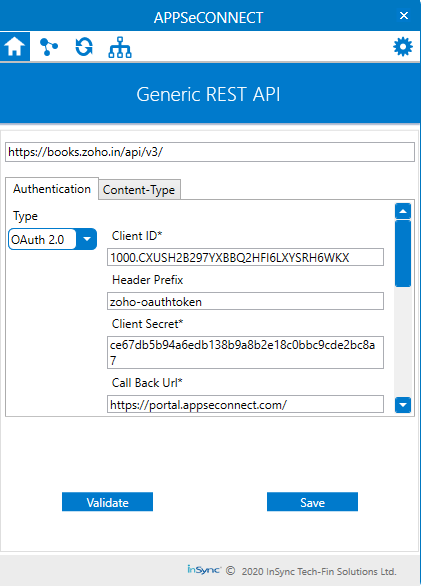 APPSeCONNECT
Generic REST API
https://books.zoho.in/api/v3/
Authentication Content-Type
Type
OAuth 2.0
Client ID*
1000.CXUSH2B297YXBBQ2HFI6LXYSRH6WKX
Header Prefix
zoho-oauthtoken
Client Secret*
ce67db5b94a6edb138b9a8b2e18c0bbc9cde2bc8a
7
Call Back Url*
https://portal.appseconnect.com/
Validate Save
inSync © 2020 InSync Tech-Fin Solutions Ltd.